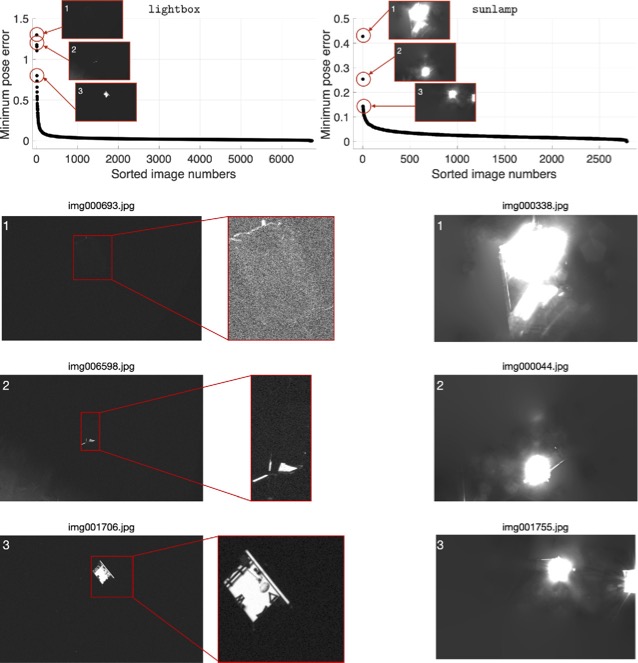 lightbox
Minimum pose error
1.5
1
0.5
0
1
2
3
0
1000
2000
3000
4000
5000
6000
Sorted image numbers
sunlamp
Minimum pose error
0.5
0.4
0.3
0.2
0.1
0
1
2
3
0
500
1000
1500
2000
2500
Sorted image numbers
img000693.jpg
1
img000338.jpg
1
img006598.jpg
2
img000044.jpg
2
img001706.jpg
3
img001755.jpg
3